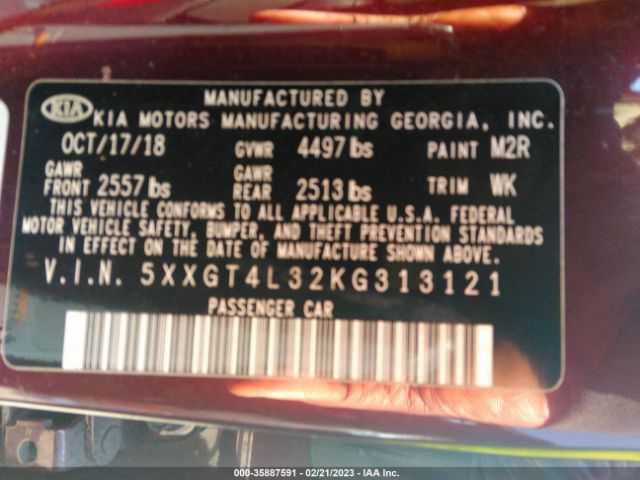 MANUFACTURED BY
KIA KIA MOTORS MANUFACTURING GEORGIA, INC.
OCT/17/18 GVWR 4497 lbs PAINT M2R
GAWR FRONT 2557 lbs GAWR REAR 2513 lbs TRIM WK
THIS VEHICLE CONFORMS TO ALL APPLICABLE U.S.A. FEDERAL
MOTOR VEHICLE SAFETY, BUMPER, AND THEFT PREVENTION STANDARDS
IN EFFECT ON THE DATE OF MANUFACTURE SHOWN ABOVE.
V.I.N. 5XXGT4L32KG313121
PASSENGER CAR
000-35887591 — 02/21/2023 — IAA Inc.